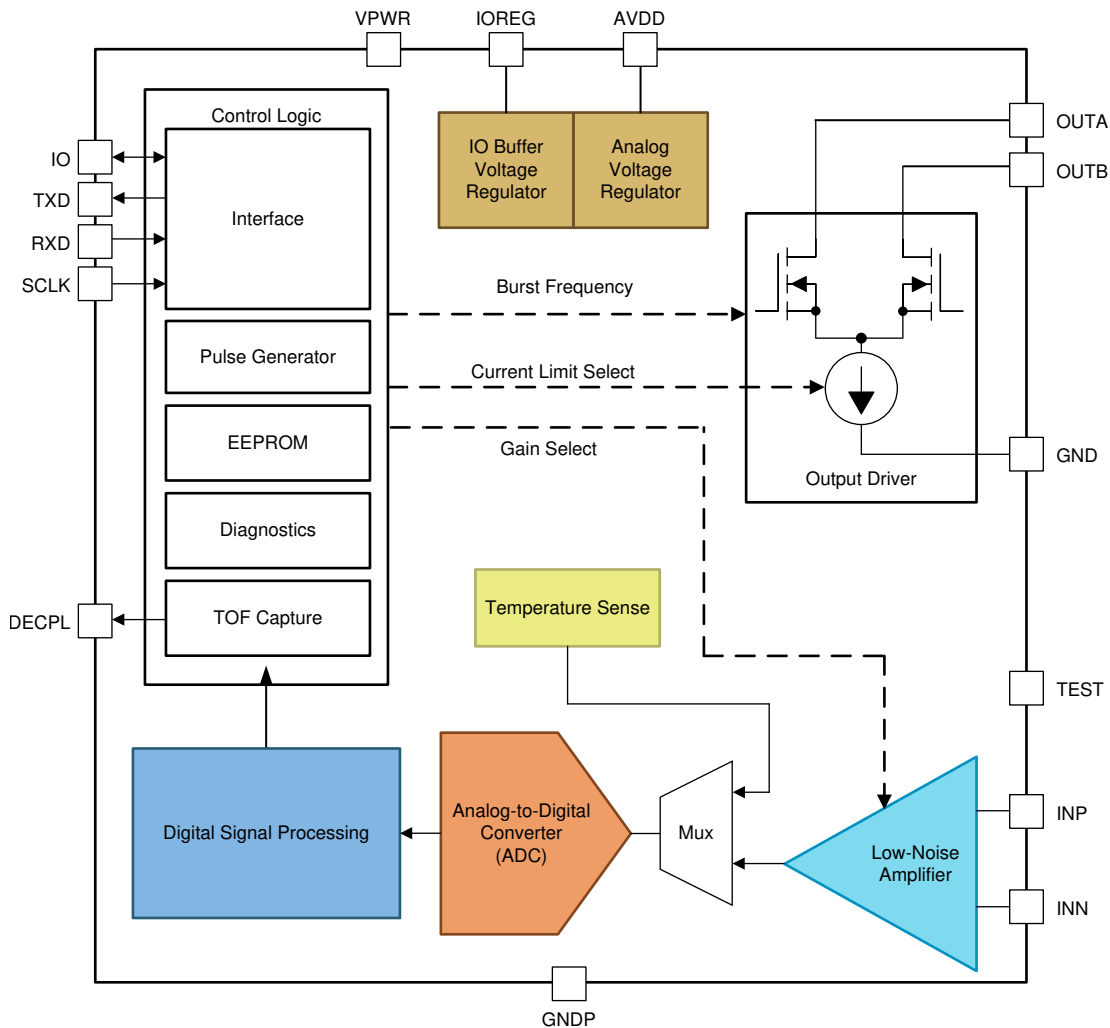 VPWR
IOREG
AVDD
Control Logic
IO
TXD
RXD
SCLK
Interface
IO Buffer
Voltage
Regulator
Analog
Voltage
Regulator
OUTA
OUTB
Burst Frequency
Pulse Generator
Current Limit Select
EEPROM
Gain Select
GND
Output Driver
Diagnostics
DECPL
TOF Capture
Temperature Sense
TEST
Digital Signal Processing
Analog-to-Digital
Converter
(ADC)
Mux
Low-Noise
Amplifier
INP
INN
GNDP